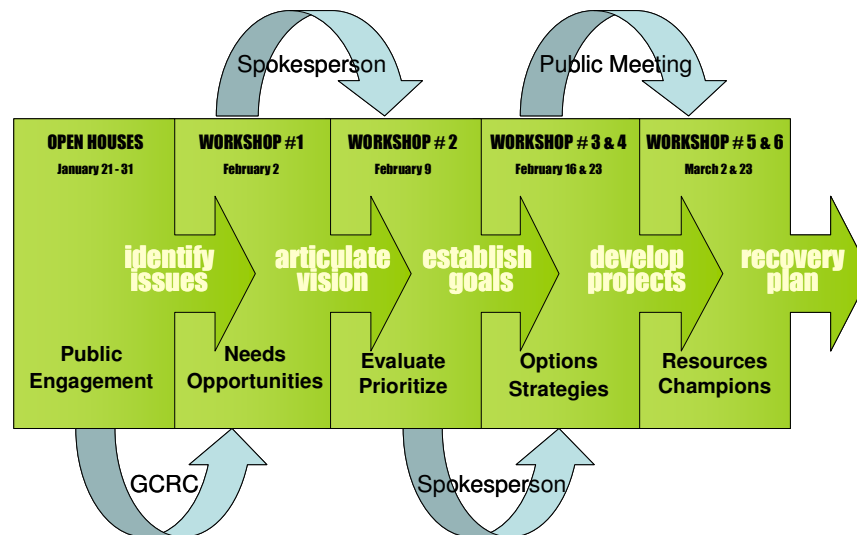 Spokesperson
Public Meeting
OPEN HOUSES
January 21 - 31
WORKSHOP #1
February 2
WORKSHOP # 2
February 9
WORKSHOP # 3 & 4
February 16 & 23
WORKSHOP # 5 & 6
March 2 & 23
identify
issues
articulate
vision
establish
goals
develop
projects
recovery
plan
Public
Engagement
Needs
Opportunities
Evaluate
Prioritize
Options
Strategies
Resources
Champions
GCRC
Spokesperson